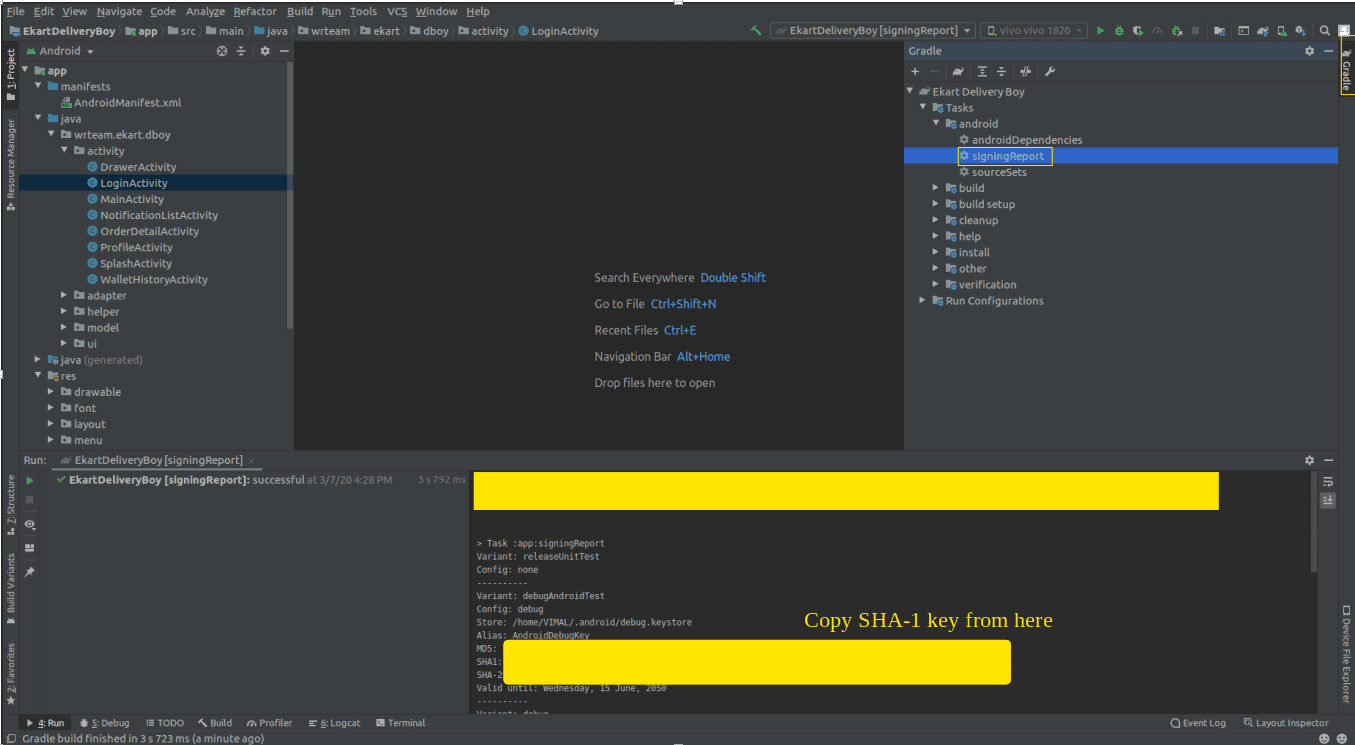 File Edit View Navigate Code Analyze Refactor Build Run Tools VCS Window Help
EkartDeliveryBoy app src main java wrteam ekart dboy activity LoginActivity
EkartDeliveryBoy [signingReport] vivo vivo 1820
Android
1: Project
Resource Manager
app
manifests
AndroidManifest.xml
java
wrteam.ekart.dboy
activity
DrawerActivity
LoginActivity
MainActivity
NotificationListActivity
OrderDetailActivity
ProfileActivity
SplashActivity
WalletHistoryActivity
adapter
helper
model
ui
java (generated)
res
drawable
font
layout
menu
Search Everywhere Double Shift
Go to File Ctrl+Shift+N
Recent Files Ctrl+E
Navigation Bar Alt+Home
Drop files here to open
Gradle
Ekart Delivery Boy
Tasks
android
androidDependencies
signingReport
sourceSets
build
build setup
cleanup
help
install
other
verification
Run Configurations
Gradle
Run: EkartDeliveryBoy [signingReport]
EkartDeliveryBoy [signingReport]: successful at 3/7/20 4:28 PM 3 s 792 ms
7: Structure
Build Variants
2: Favorites
> Task :app:signingReport
Variant: releaseUnitTest
Config: none
----------
Variant: debugAndroidTest
Config: debug
Store: /home/VIMAL/.android/debug.keystore
Alias: AndroidDebugKey
MD5:
SHA1:
SHA-2
Valid until: Wednesday, 15 June, 2050
----------
Variant: debug
Copy SHA-1 key from here
Device File Explorer
4: Run 5: Debug TODO Build Profiler 6: Logcat Terminal Event Log Layout Inspector
Gradle build finished in 3 s 723 ms (a minute ago)